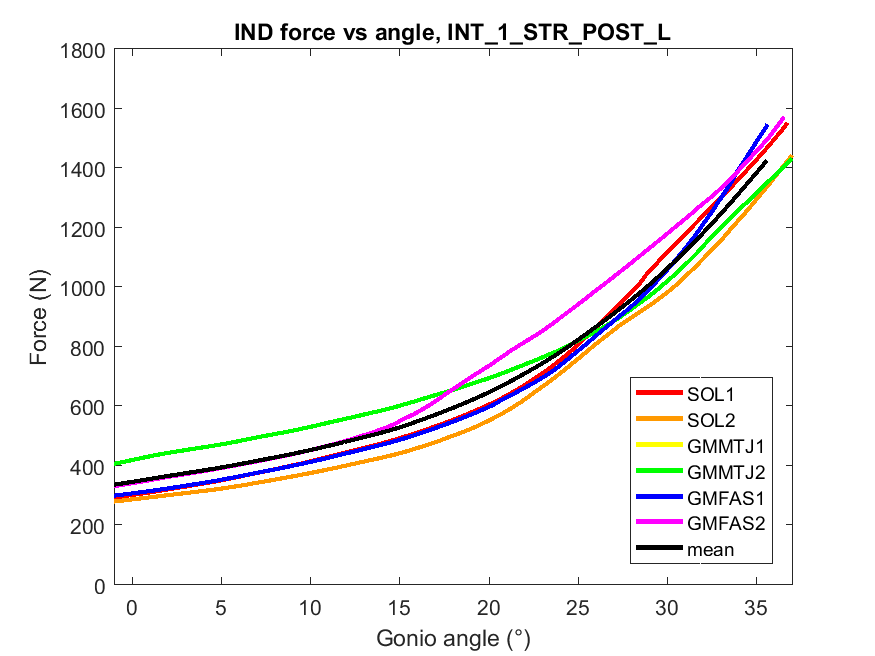 IND force vs angle, INT_1_STR_POST_L
1800
1600
1400
1200
1000
800
600
400
200
0
Force (N)
0 5 10 15 20 25 30 35
Gonio angle (°)
SOL1
SOL2
GMMTJ1
GMMTJ2
GMFAS1
GMFAS2
mean